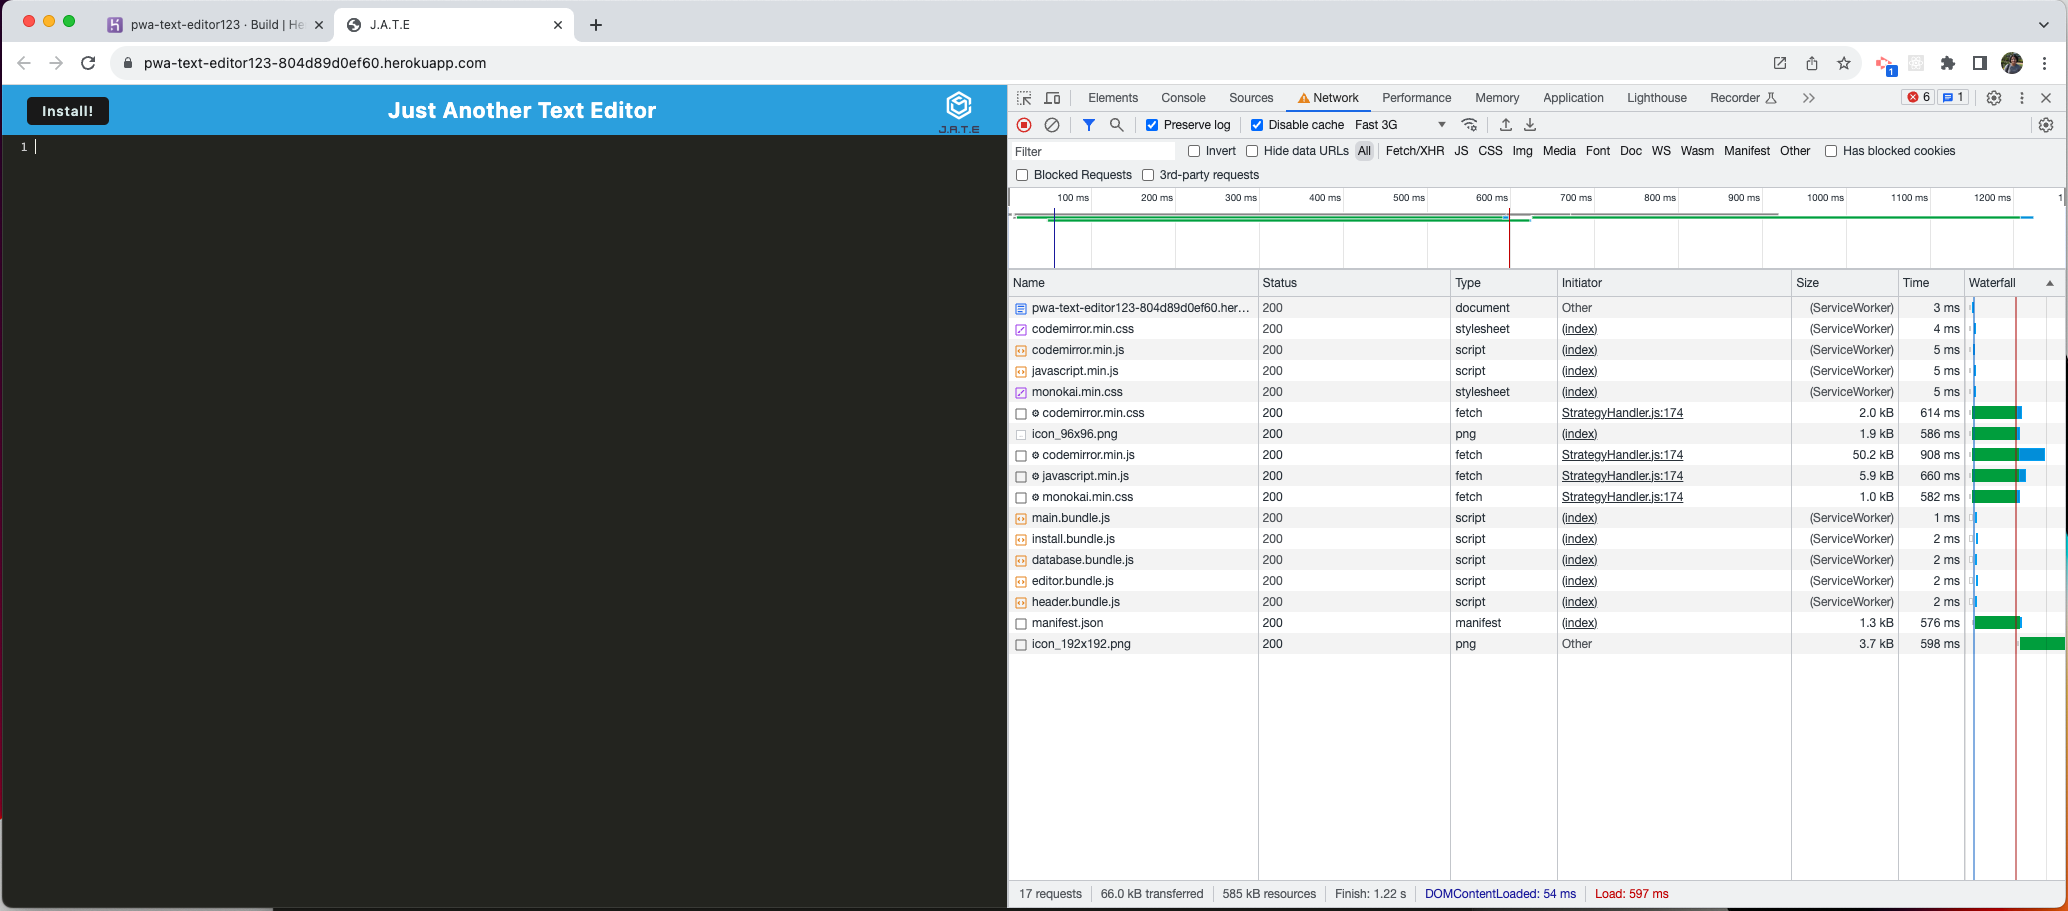 pwa-text-editor123 · Build | He
J.A.T.E
pwa-text-editor123-804d89d0ef60.herokuapp.com
1
Install!
Just Another Text Editor
J.A.T.E
1
Elements Console Sources Network Performance Memory Application Lighthouse Recorder 6 1
Preserve log Disable cache Fast 3G
Filter Invert Hide data URLs All Fetch/XHR JS CSS Img Media Font Doc WS Wasm Manifest Other Has blocked cookies
Blocked Requests 3rd-party requests
100 ms 200 ms 300 ms 400 ms 500 ms 600 ms 700 ms 800 ms 900 ms 1000 ms 1100 ms 1200 ms 1
Name Status Type Initiator Size Time Waterfall
pwa-text-editor123-804d89d0ef60.her... 200 document Other (ServiceWorker) 3 ms
codemirror.min.css 200 stylesheet (index) (ServiceWorker) 4 ms
codemirror.min.js 200 script (index) (ServiceWorker) 5 ms
javascript.min.js 200 script (index) (ServiceWorker) 5 ms
monokai.min.css 200 stylesheet (index) (ServiceWorker) 5 ms
codemirror.min.css 200 fetch StrategyHandler.js:174 2.0 kB 614 ms
icon_96x96.png 200 png (index) 1.9 kB 586 ms
codemirror.min.js 200 fetch StrategyHandler.js:174 50.2 kB 908 ms
javascript.min.js 200 fetch StrategyHandler.js:174 5.9 kB 660 ms
monokai.min.css 200 fetch StrategyHandler.js:174 1.0 kB 582 ms
main.bundle.js 200 script (index) (ServiceWorker) 1 ms
install.bundle.js 200 script (index) (ServiceWorker) 2 ms
database.bundle.js 200 script (index) (ServiceWorker) 2 ms
editor.bundle.js 200 script (index) (ServiceWorker) 2 ms
header.bundle.js 200 script (index) (ServiceWorker) 2 ms
manifest.json 200 manifest (index) 1.3 kB 576 ms
icon_192x192.png 200 png Other 3.7 kB 598 ms
17 requests 66.0 kB transferred 585 kB resources Finish: 1.22 s DOMContentLoaded: 54 ms Load: 597 ms